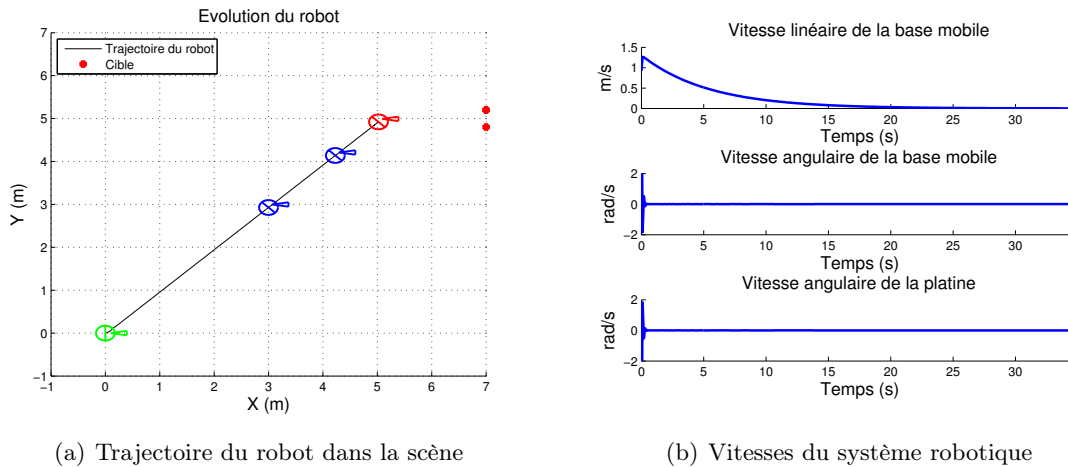 Evolution du robot
7
6
5
4
3
2
1
0
−1
Y (m)
Trajectoire du robot
Cible
−1 0 1 2 3 4 5 6 7
X (m)
(a) Trajectoire du robot dans la scène
Vitesse linéaire de la base mobile
1.5
1
0.5
0
m/s
0 5 10 15 20 25 30
Temps (s)
Vitesse angulaire de la base mobile
2
0
−2
rad/s
0 5 10 15 20 25 30
Temps (s)
Vitesse angulaire de la platine
2
0
−2
rad/s
0 5 10 15 20 25 30
Temps (s)
(b) Vitesses du système robotique